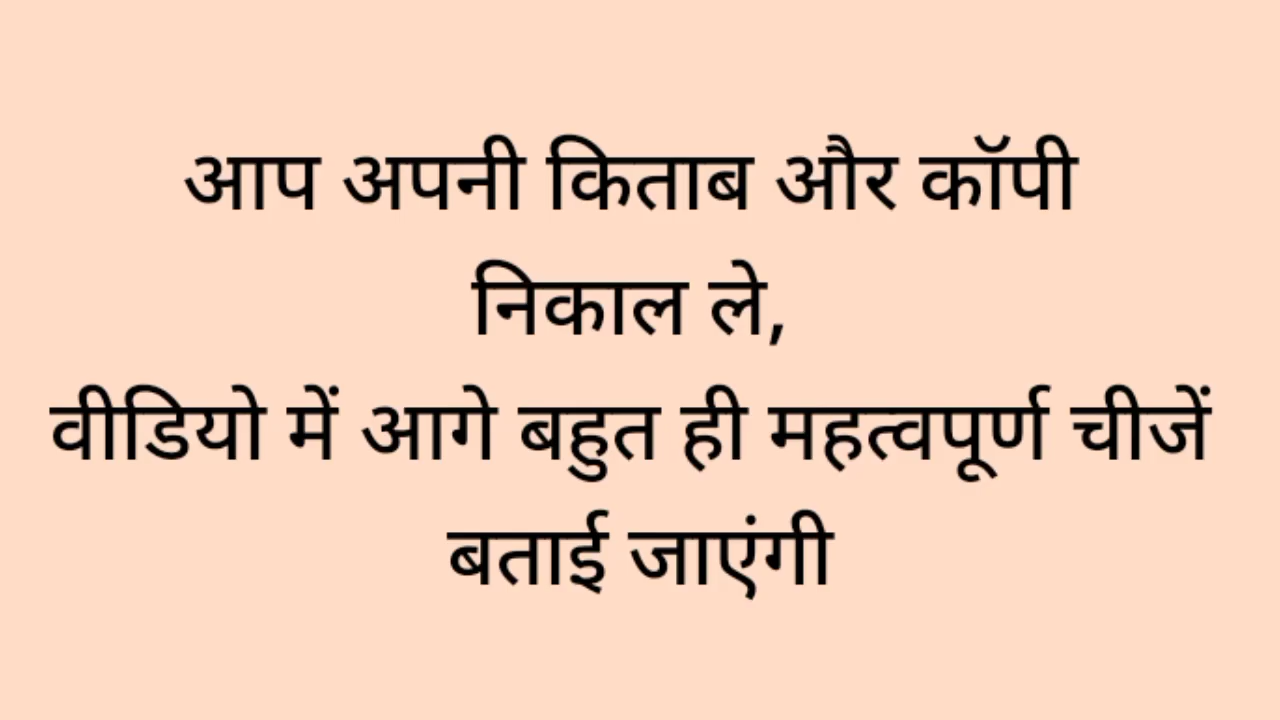 आप अपनी किताब और कॉपी
निकाल ले,
वीडियो में आगे बहुत ही महत्वपूर्ण चीजें
बताई जाएंगी